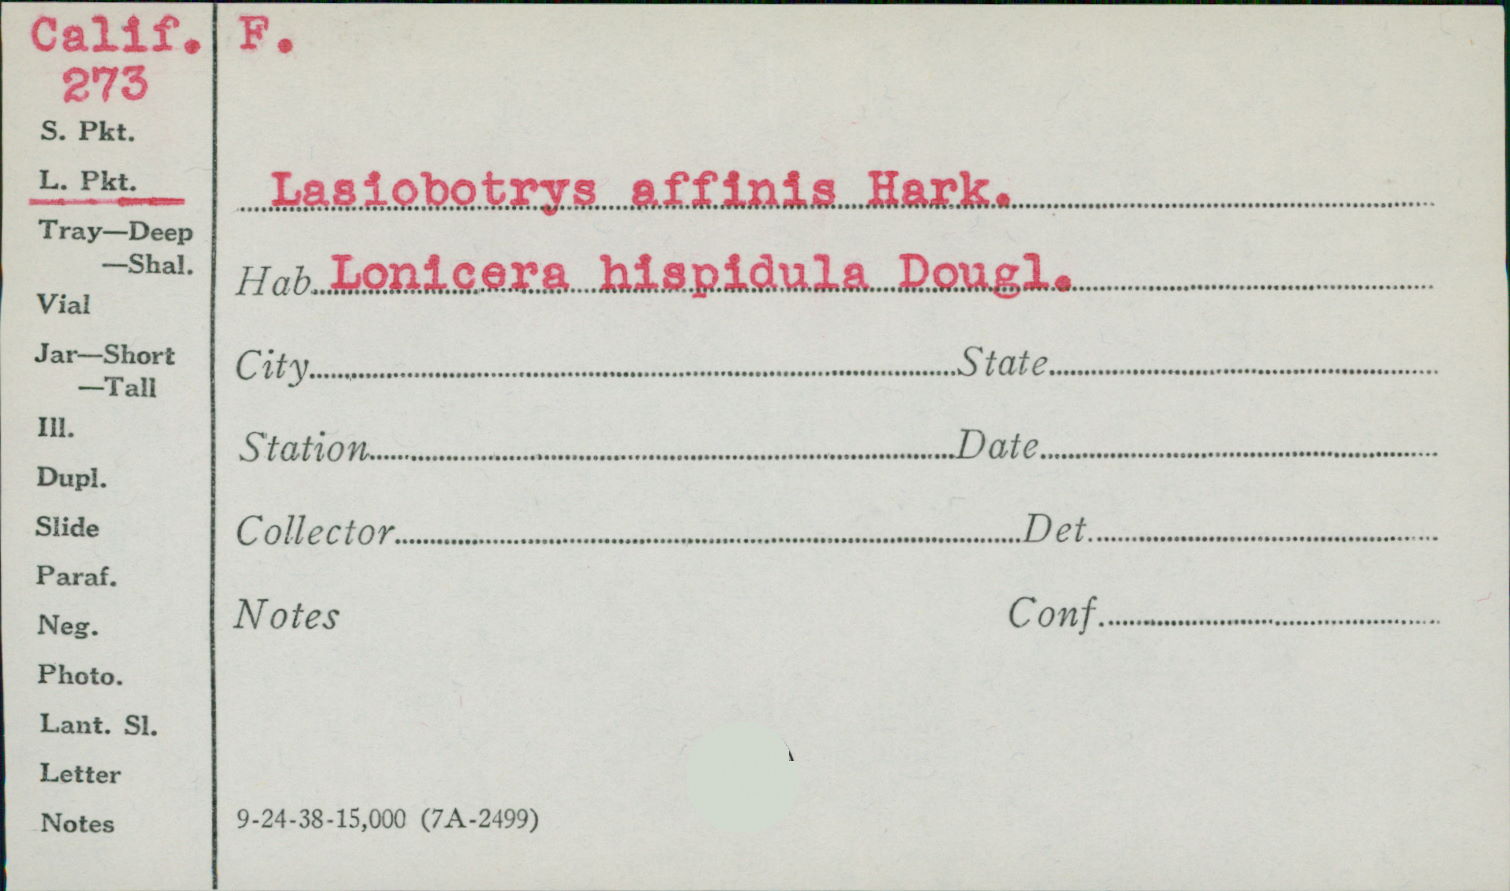 Calif. F.
273
S. Pkt.
L. Pkt.
Lasiobotrys affinis Hark.
Tray—Deep
—Shal.
Hab. Lonicera hispidula Dougl.
Vial
Jar—Short
—Tall
City State
Ill.
Station Date
Dupl.
Slide
Collector Det.
Paraf.
Neg.
Notes Conf.
Photo.
Lant. Sl.
Letter
Notes
9-24-38-15,000 (7A-2499)